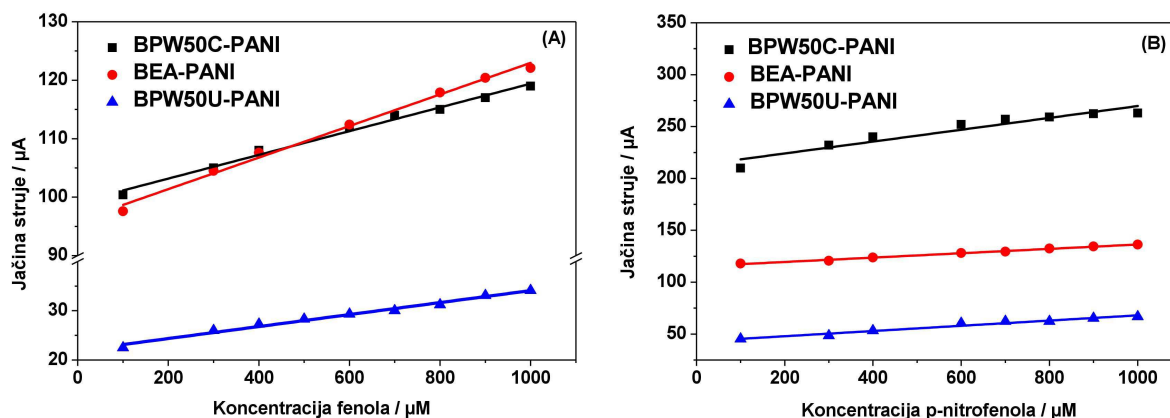 (A)
BPW50C-PANI
BEA-PANI
BPW50U-PANI
Jačina struje / µA
130
120
110
100
90
30
20
0 200 400 600 800 1000
Koncentracija fenola / µM
(B)
BPW50C-PANI
BEA-PANI
BPW50U-PANI
Jačina struje / µA
350
300
250
200
150
100
50
0 200 400 600 800 1000
Koncentracija p-nitrofenola / µM